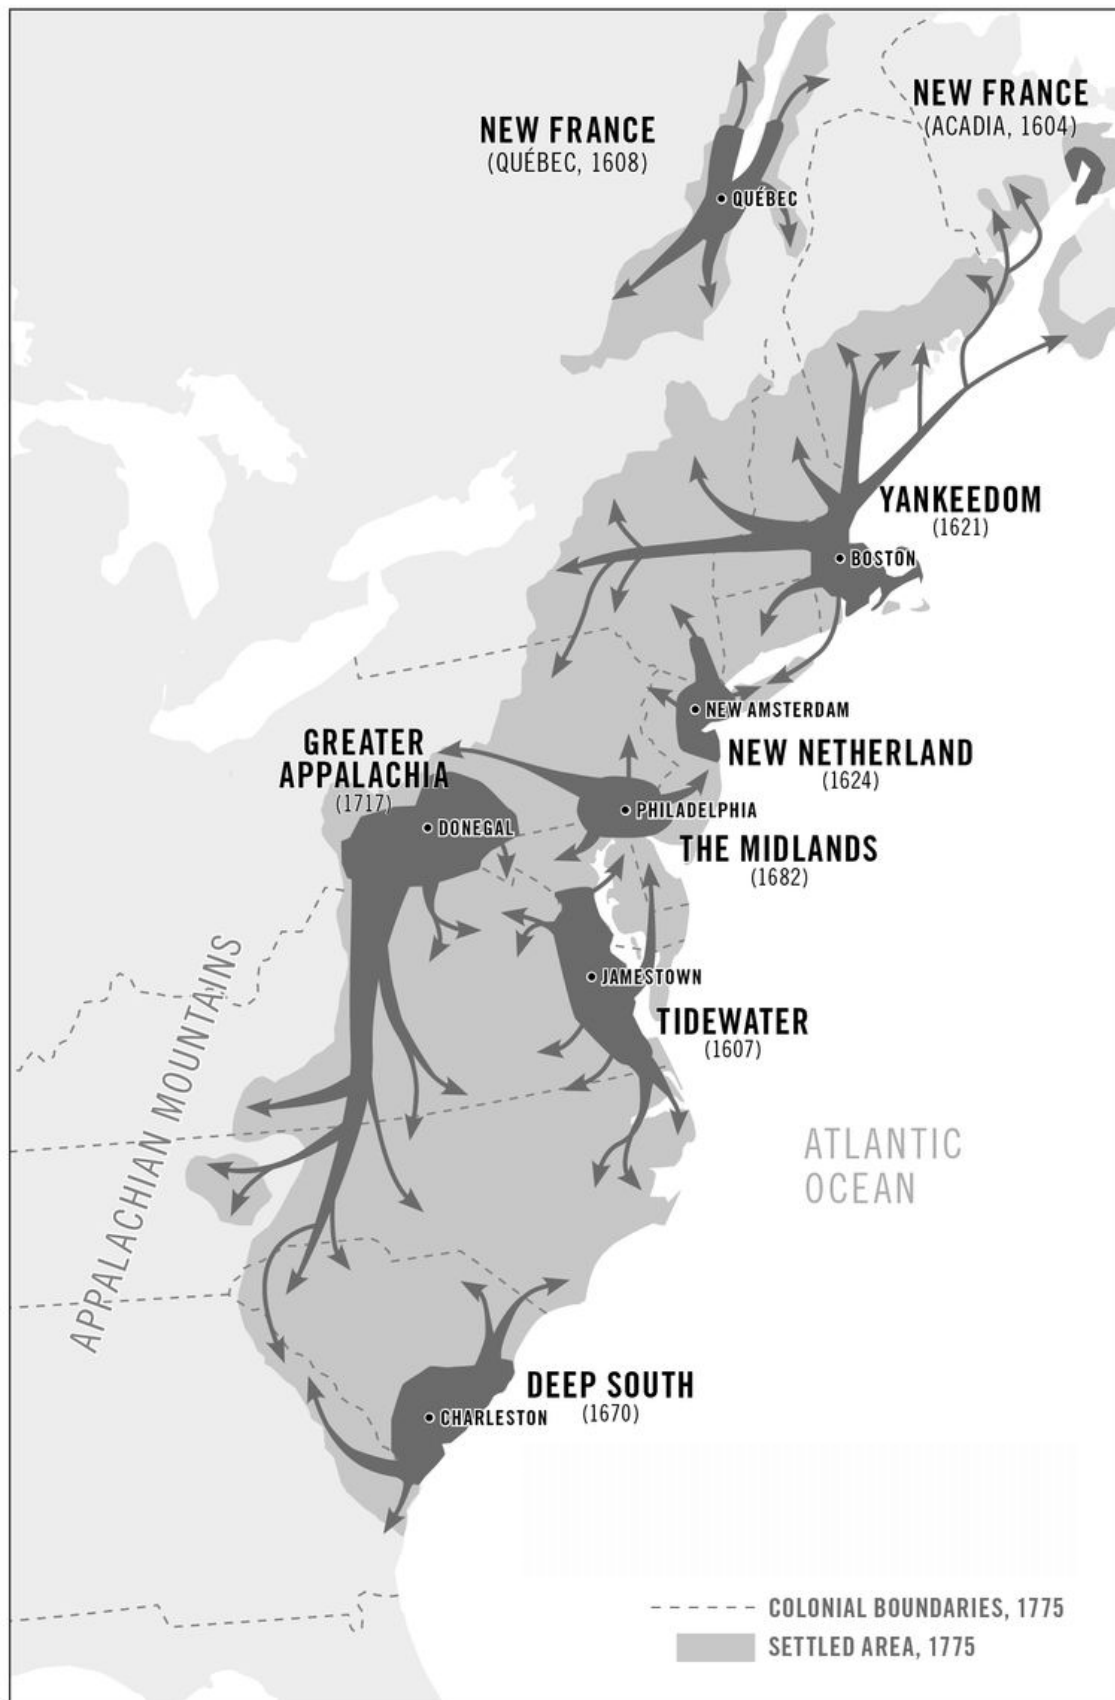 NEW FRANCE
(ACADIA, 1604)
NEW FRANCE
(QUÉBEC, 1608)
QUÉBEC
YANKEEDOM
(1621)
BOSTON
NEW AMSTERDAM
NEW NETHERLAND
(1624)
GREATER
APPALACHIA
(1717)
DONEGAL
PHILADELPHIA
THE MIDLANDS
(1682)
JAMESTOWN
TIDEWATER
(1607)
APPALACHIAN MOUNTAINS
ATLANTIC
OCEAN
DEEP SOUTH
(1670)
CHARLESTON
COLONIAL BOUNDARIES, 1775
SETTLED AREA, 1775